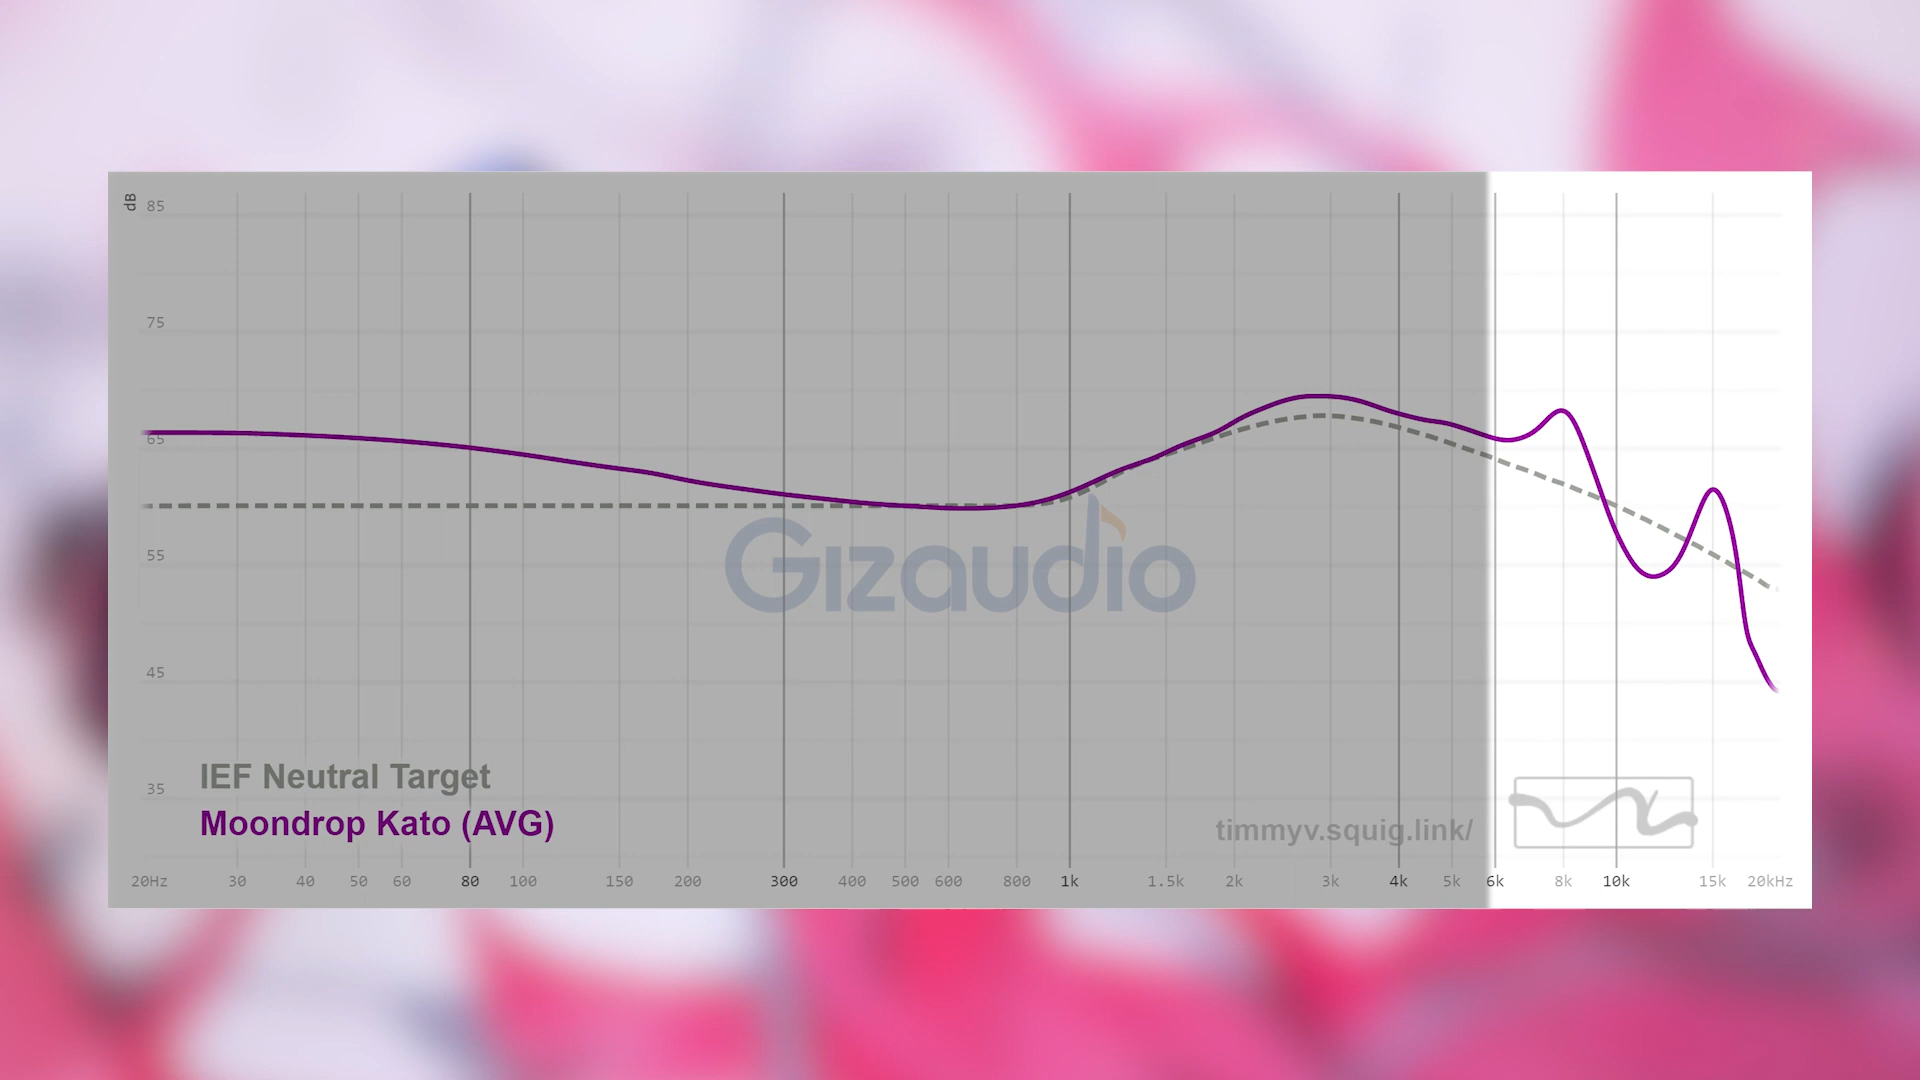 dB
85
75
65
55
45
35
Gizaudio
IEF Neutral Target
Moondrop Kato (AVG)
timmyv.squig.link/
20Hz 30 40 50 60 80 100 150 200 300 400 500 600 800 1k 1.5k 2k 3k 4k 5k 6k 8k 10k 15k 20kHz